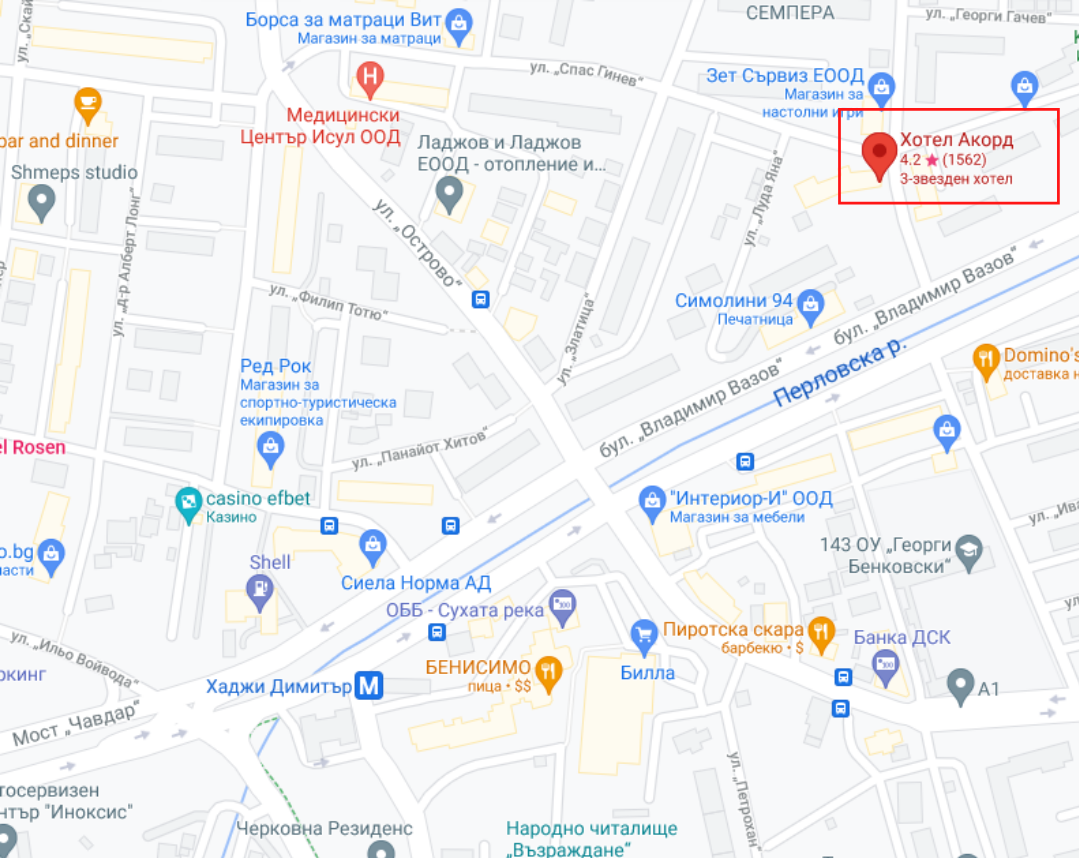 ул. „Скай
Борса за матраци Вит
Магазин за матраци
СЕМПЕРА
ул. „Георги Гачев“
H
ул. „Спас Гинев“
Зет Сървиз ЕООД
Магазин за
настолни игри
Медицински
Център Исул ООД
bar and dinner
Ладжов и Ладжов
ЕООД - отопление и...
Хотел Акорд
4.2 ★ (1562)
3-звезден хотел
Shmeps studio
ул. „Луда Яна“
ул. „д-р Алберт Лонг“
ул. „Острово“
ул. „Филип Тотю“
ул. „Златица“
Симолини 94
Печатница
бул. „Владимир Вазов“
Перловска р.
Domino's
доставка н
Ред Рок
Магазин за
спортно-туристическа
екипировка
бул. „Владимир Вазов“
ул. „Панайот Хитов“
el Rosen
casino efbet
Казино
"Интериор-И" ООД
Магазин за мебели
ул. „Ива
o.bg
асти
Shell
Сиела Норма АД
143 ОУ „Георги
Бенковски“
ОББ - Сухата река
Пиротска скара
барбекю • $
Банка ДСК
ул. „Ильо Войвода“
ркинг
БЕНИСИМО
пица • $$
Билла
Хаджи Димитър
M
A1
Мост „Чавдар“
ул. „Петрохан“
тосервизен
нтър "Иноксис"
Черковна Резиденс
Народно читалище
„Възраждане“